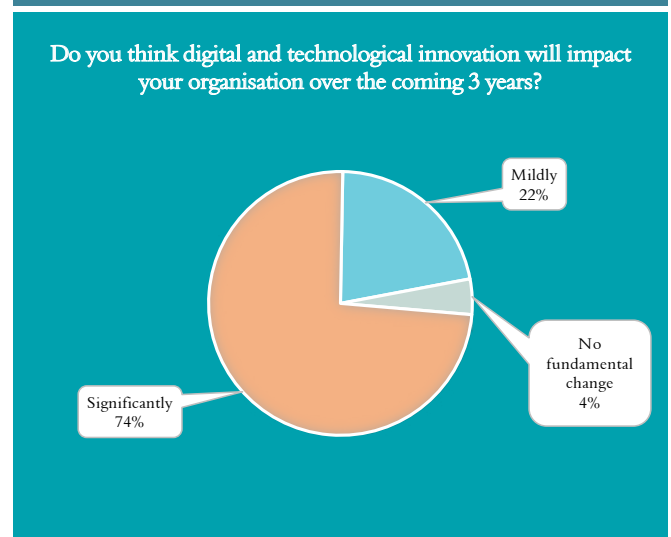 Do you think digital and technological innovation will impact
your organisation over the coming 3 years?
Mildly
22%
No
fundamental
change
4%
Significantly
74%